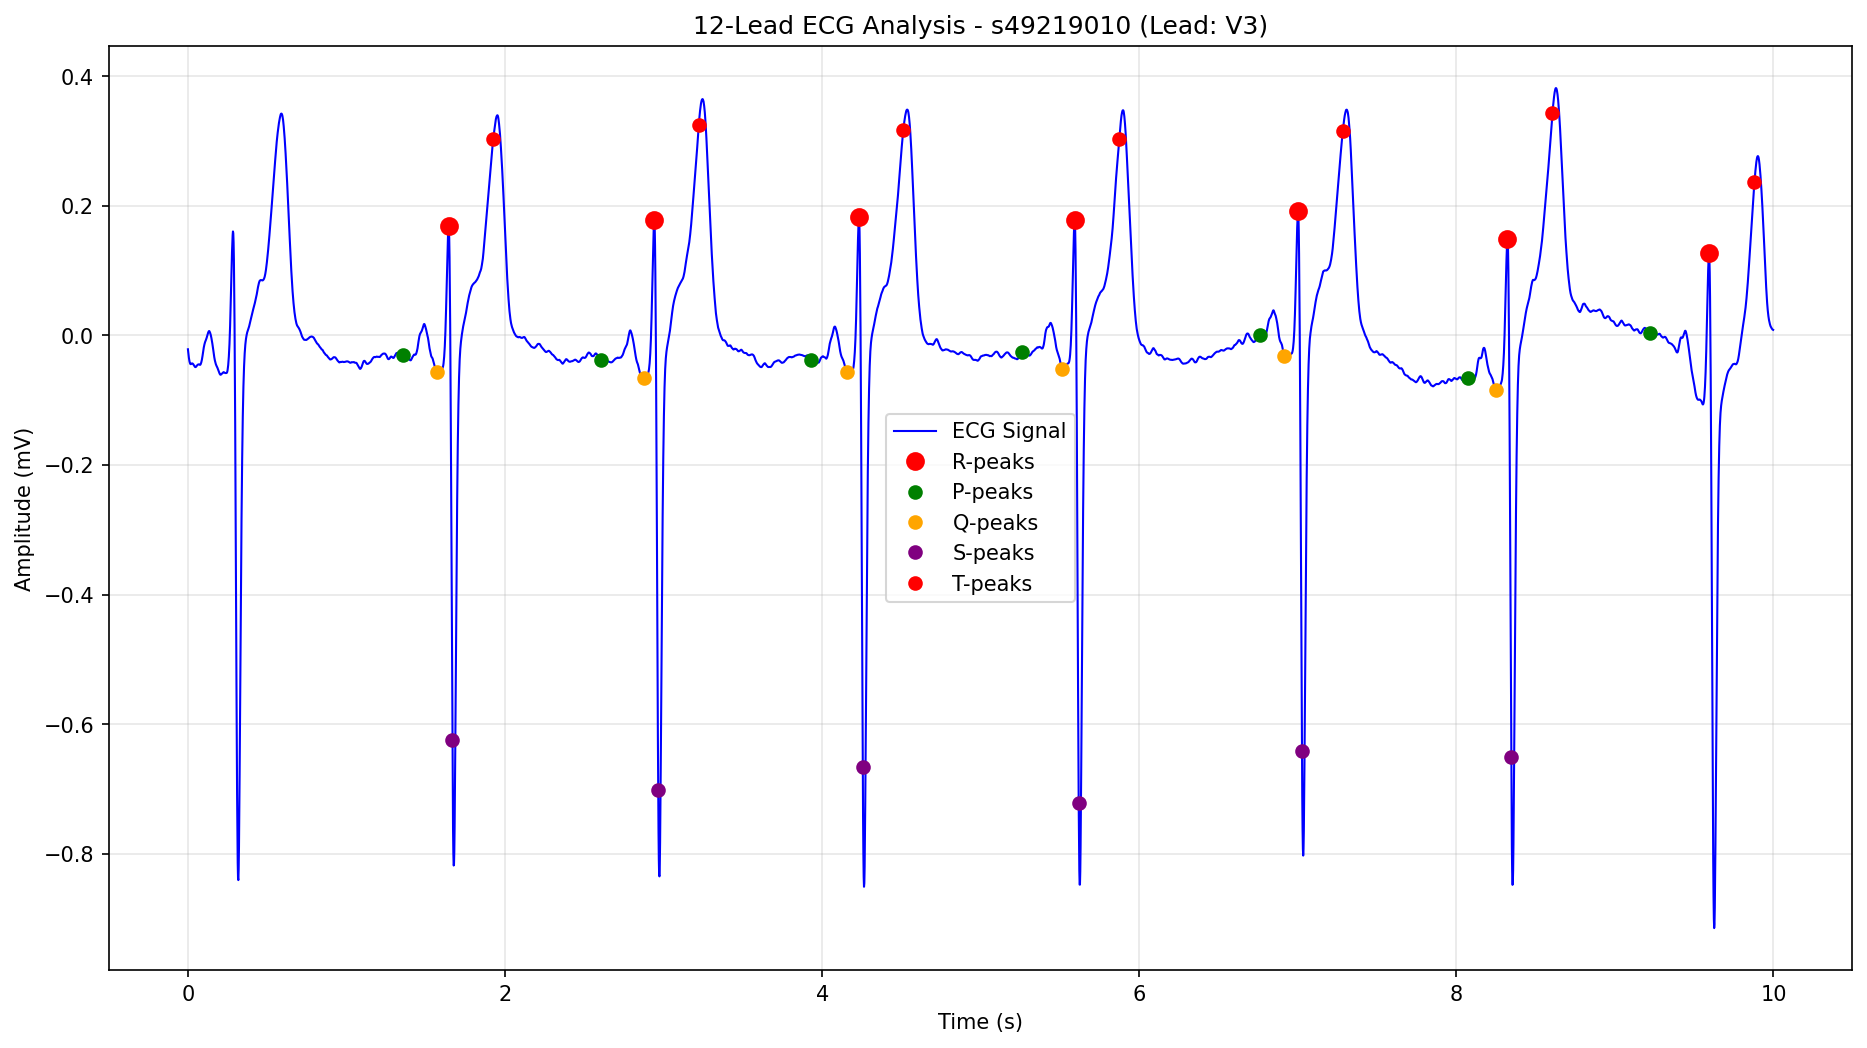 12-Lead ECG Analysis - s49219010 (Lead: V3)
Amplitude (mV)
0.4
0.2
0.0
−0.2
−0.4
−0.6
−0.8
ECG Signal
R-peaks
P-peaks
Q-peaks
S-peaks
T-peaks
0 2 4 6 8 10
Time (s)